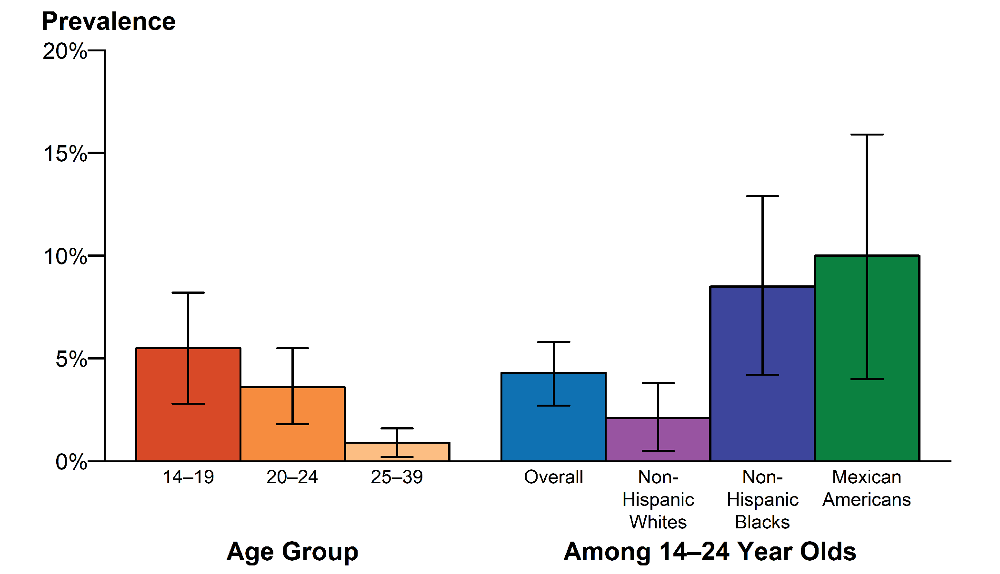 Prevalence
20%
15%
10%
5%
0%
14–19
20–24
25–39
Overall
Non-
Hispanic
Whites
Non-
Hispanic
Blacks
Mexican
Americans
Age Group
Among 14–24 Year Olds